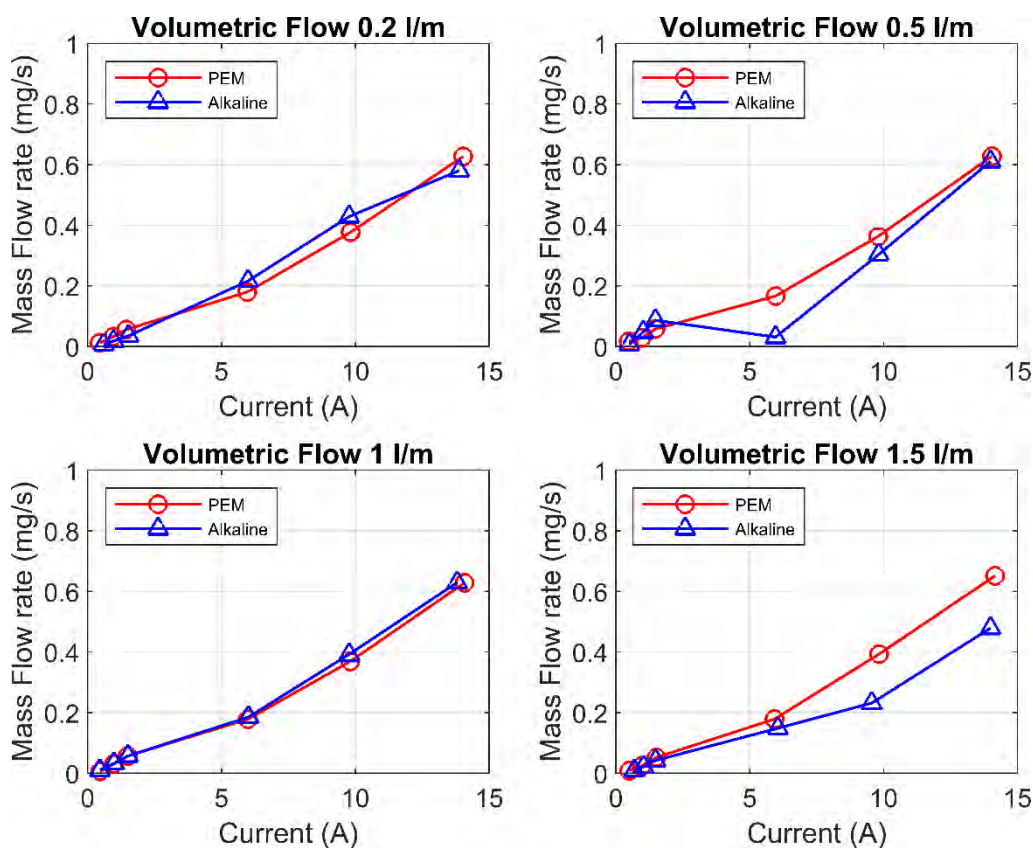 Volumetric Flow 0.2 l/m
Mass Flow rate (mg/s)
1
0.8
0.6
0.4
0.2
0
PEM
Alkaline
0 5 10 15
Current (A)
Volumetric Flow 0.5 l/m
Mass Flow rate (mg/s)
1
0.8
0.6
0.4
0.2
0
PEM
Alkaline
0 5 10 15
Current (A)
Volumetric Flow 1 l/m
Mass Flow rate (mg/s)
1
0.8
0.6
0.4
0.2
0
PEM
Alkaline
0 5 10 15
Current (A)
Volumetric Flow 1.5 l/m
Mass Flow rate (mg/s)
1
0.8
0.6
0.4
0.2
0
PEM
Alkaline
0 5 10 15
Current (A)